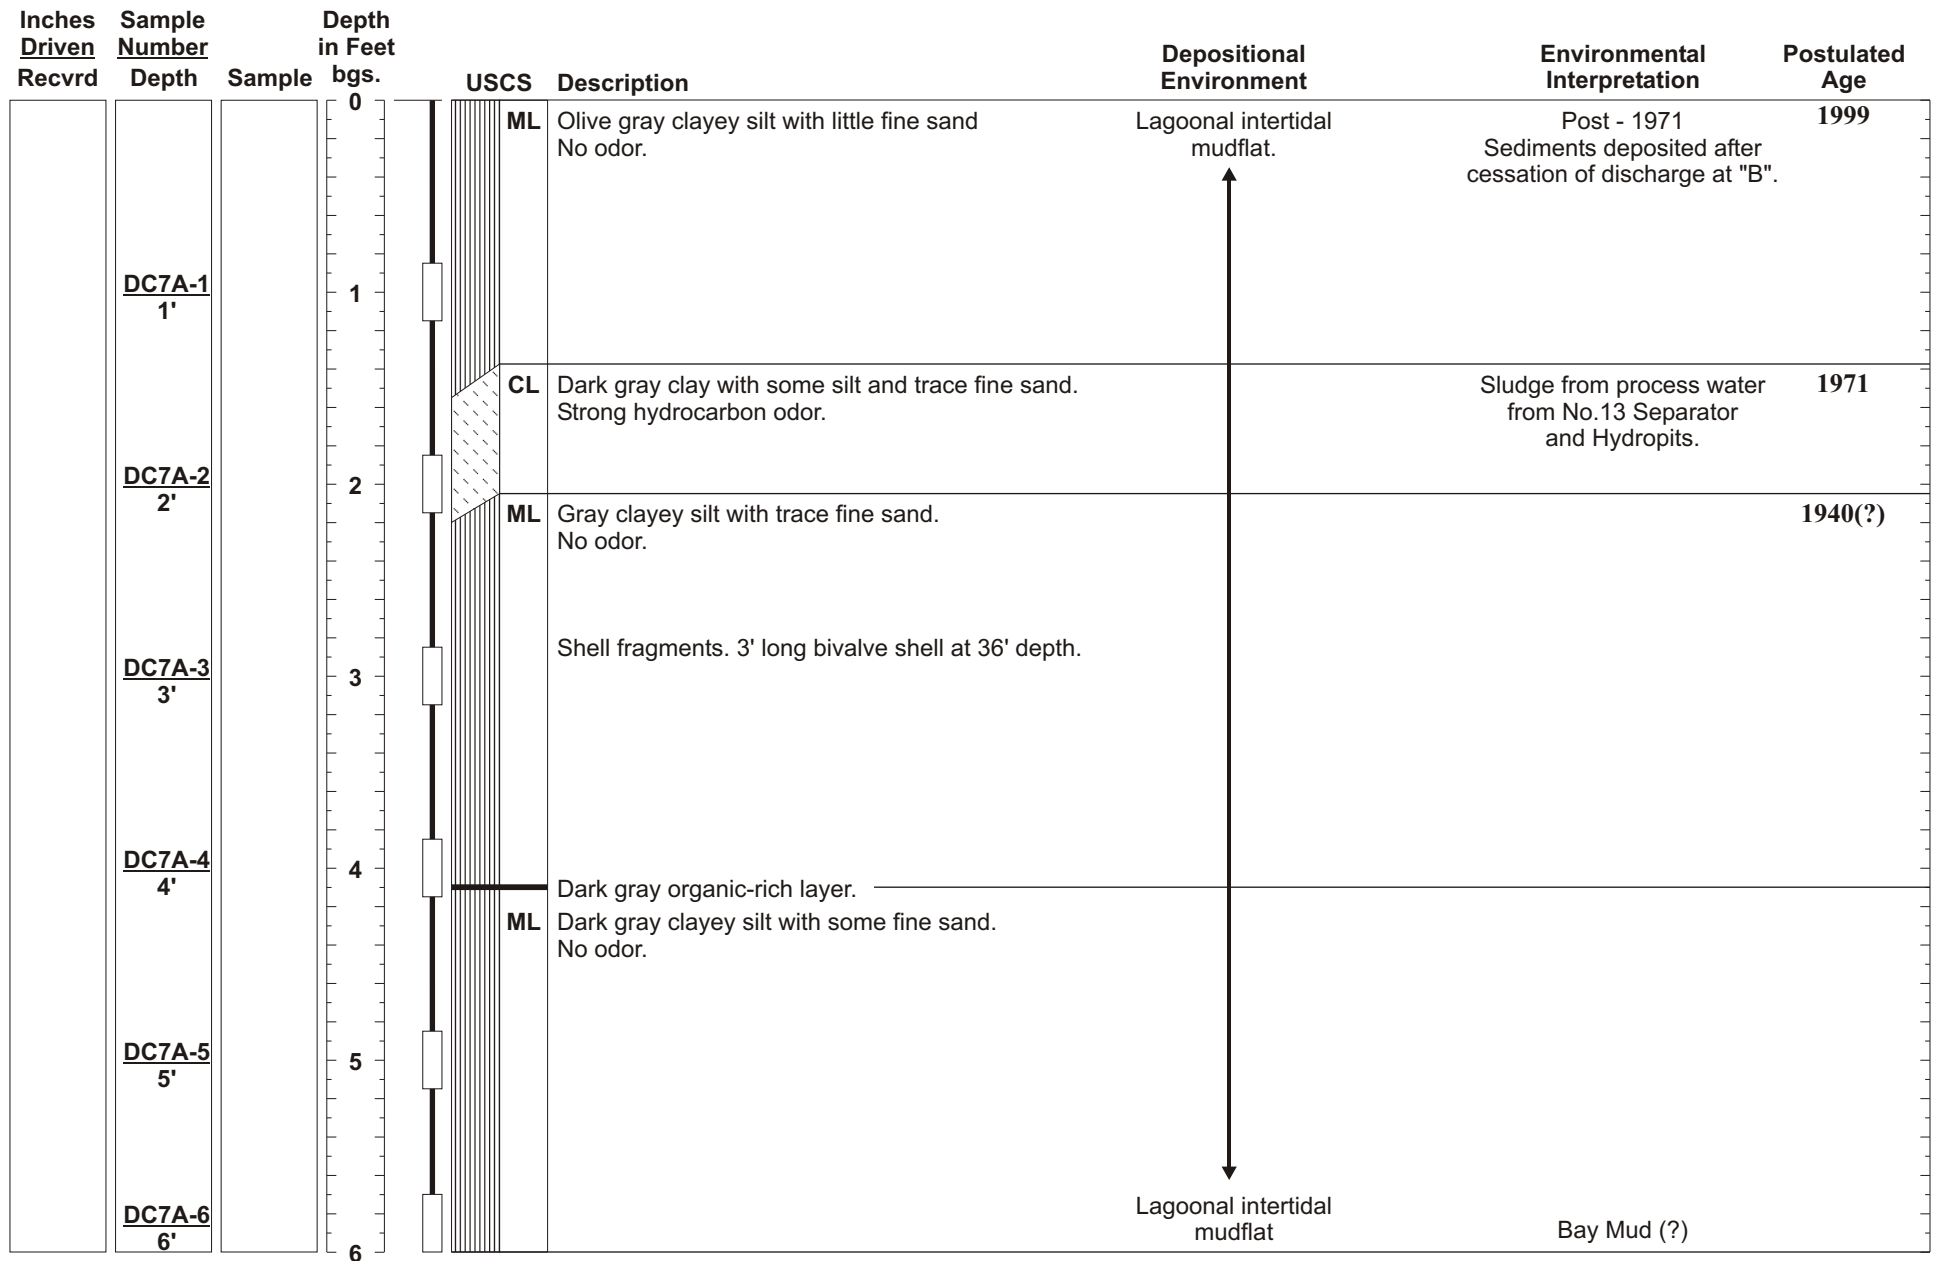 Inches
Driven
Recvrd
Sample
Number
Depth
Sample
Depth
in Feet
bgs.
USCS
Description
Depositional
Environment
Environmental
Interpretation
Postulated
Age
0
ML
Olive gray clayey silt with little fine sand
No odor.
Lagoonal intertidal
mudflat.
Post - 1971
Sediments deposited after
cessation of discharge at "B".
1999
DC7A-1
1'
1
CL
Dark gray clay with some silt and trace fine sand.
Strong hydrocarbon odor.
Sludge from process water
from No.13 Separator
and Hydropits.
1971
DC7A-2
2'
2
ML
Gray clayey silt with trace fine sand.
No odor.
1940(?)
Shell fragments. 3' long bivalve shell at 36' depth.
DC7A-3
3'
3
DC7A-4
4'
4
Dark gray organic-rich layer.
ML
Dark gray clayey silt with some fine sand.
No odor.
DC7A-5
5'
5
DC7A-6
6'
6
Lagoonal intertidal
mudflat
Bay Mud (?)